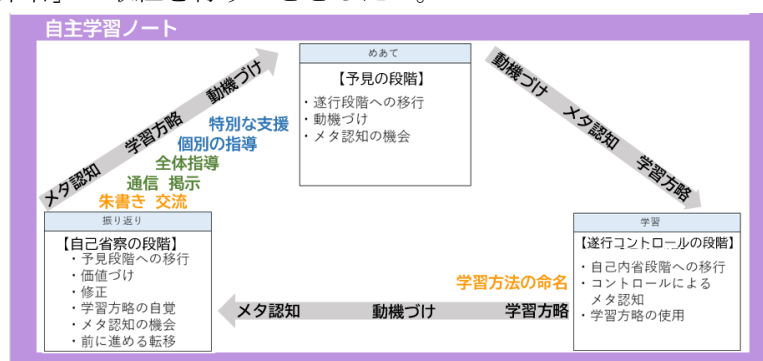 自主学習ノート
めあて
【予見の段階】
・遂行段階への移行
・動機づけ
・メタ認知の機会
メタ認知 学習方略 動機づけ
特別な支援
個別の指導
全体指導
通信 掲示
朱書き 交流
動機づけ メタ認知 学習方略
振り返り
【自己省察の段階】
・予見段階への移行
・価値づけ
・修正
・学習方略の自覚
・メタ認知の機会
・前に進める転移
学習
【遂行コントロールの段階】
・自己内省段階への移行
・コントロールによる
メタ認知
・学習方略の使用
学習方法の命名
メタ認知 動機づけ 学習方略